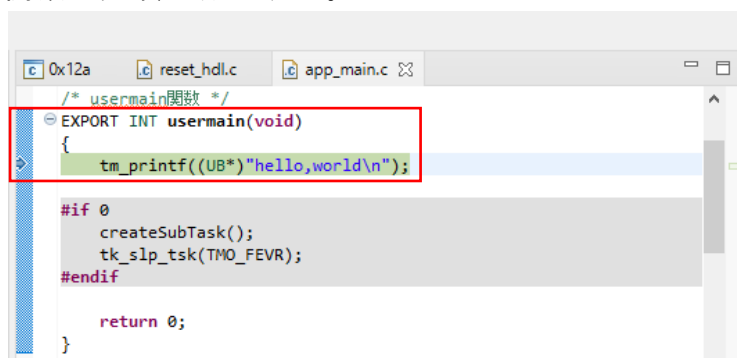 0x12a reset_hdl.c app_main.c
/* usermain関数 */
EXPORT INT usermain(void)
{
tm_printf((UB*)"hello,world\n");
#if 0
createSubTask();
tk_slp_tsk(TMO_FEVR);
#endif
return 0;
}